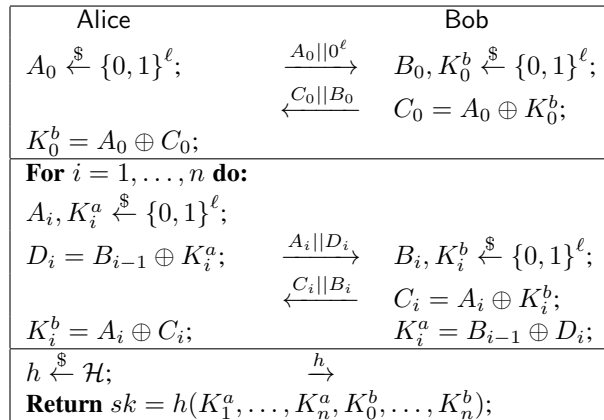 Alice Bob
A_0 ←$ {0, 1}^ℓ; A_0||0^ℓ → B_0, K_0^b ←$ {0, 1}^ℓ;
C_0||B_0 ← C_0 = A_0 ⊕ K_0^b;
K_0^b = A_0 ⊕ C_0;
For i = 1, . . . , n do:
A_i, K_i^a ←$ {0, 1}^ℓ;
D_i = B_{i−1} ⊕ K_i^a; A_i||D_i → B_i, K_i^b ←$ {0, 1}^ℓ;
C_i||B_i ← C_i = A_i ⊕ K_i^b;
K_i^b = A_i ⊕ C_i; K_i^a = B_{i−1} ⊕ D_i;
h ←$ ℋ; h →
Return sk = h(K_1^a, . . . , K_n^a, K_0^b, . . . , K_n^b);